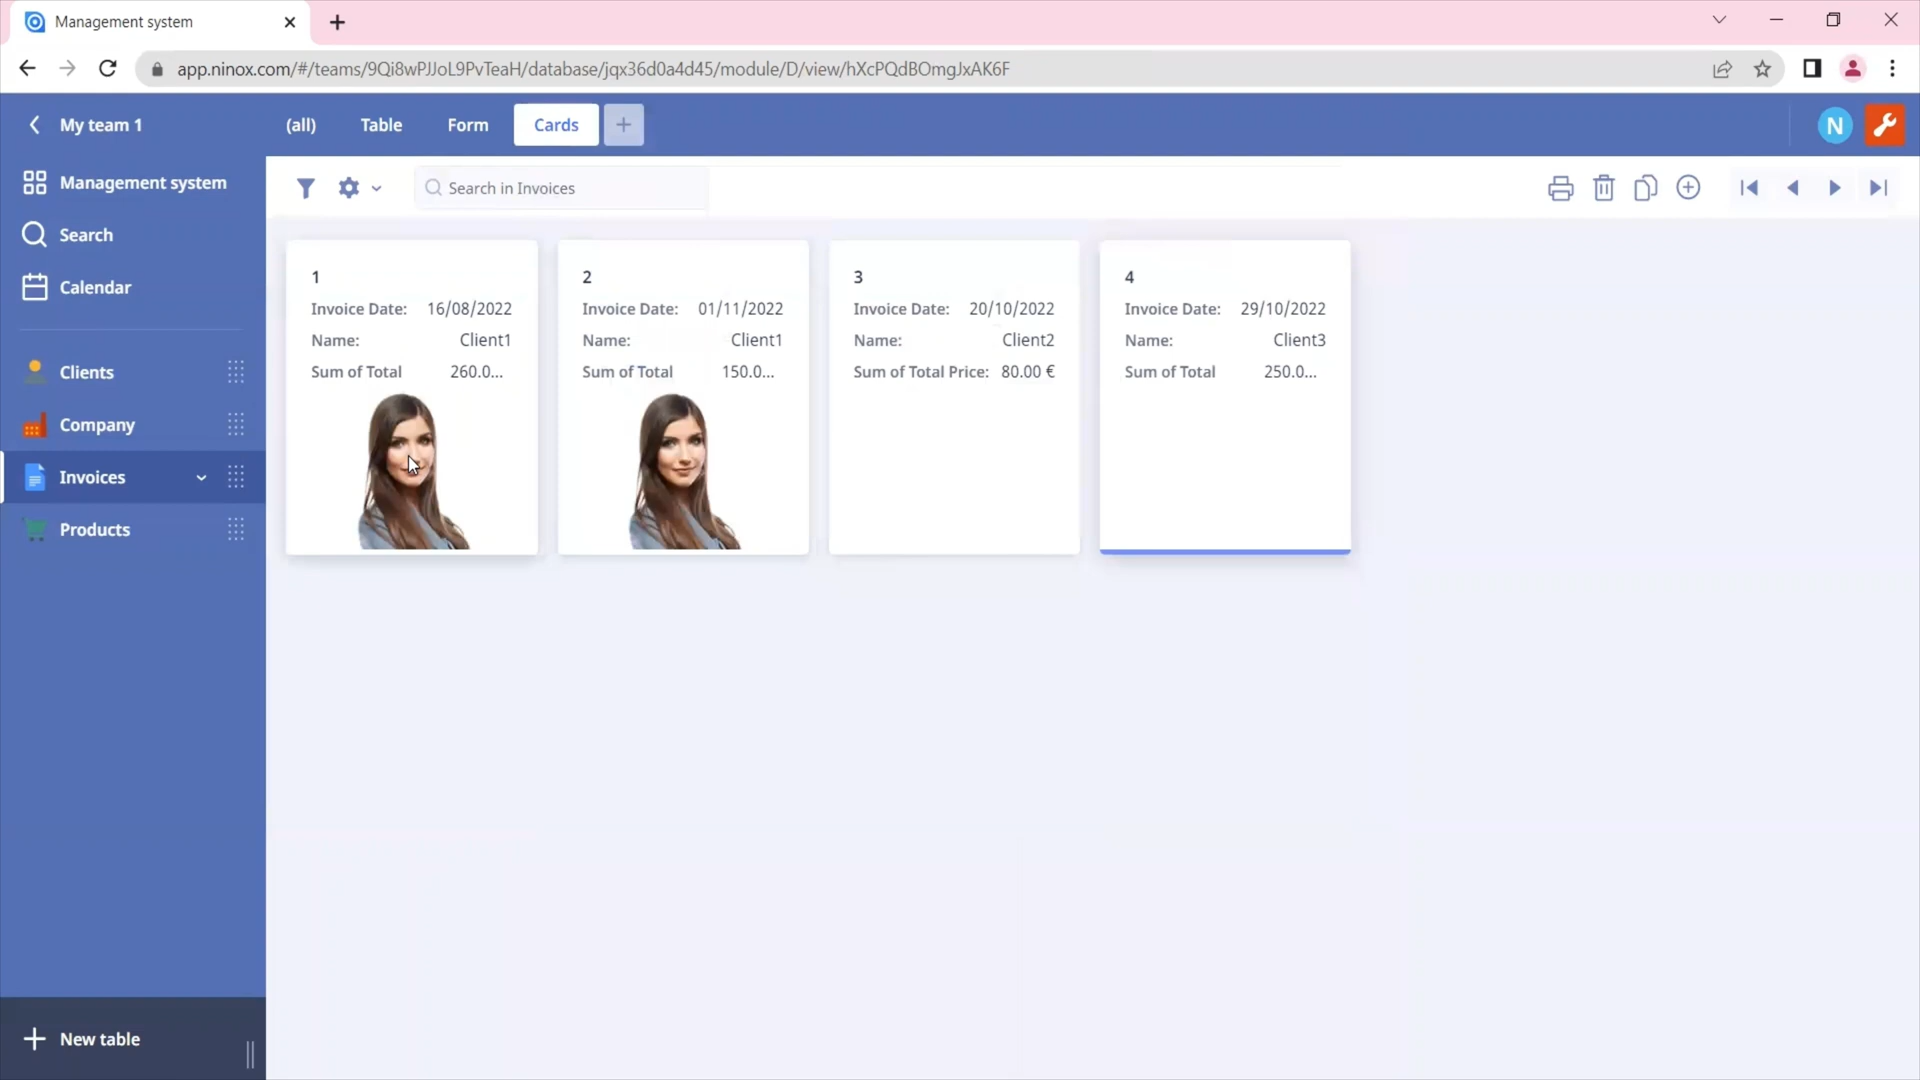 Management system
app.ninox.com/#/teams/9Qi8wPJJoL9PvTeaH/database/jqx36d0a4d45/module/D/view/hXcPQdBOmgJxAK6F
My team 1
(all)
Table
Form
Cards
N
Management system
Search
Calendar
Clients
Company
Invoices
Products
New table
Search in Invoices
1
Invoice Date: 16/08/2022
Name: Client1
Sum of Total 260.0...
2
Invoice Date: 01/11/2022
Name: Client1
Sum of Total 150.0...
3
Invoice Date: 20/10/2022
Name: Client2
Sum of Total Price: 80.00 €
4
Invoice Date: 29/10/2022
Name: Client3
Sum of Total 250.0...